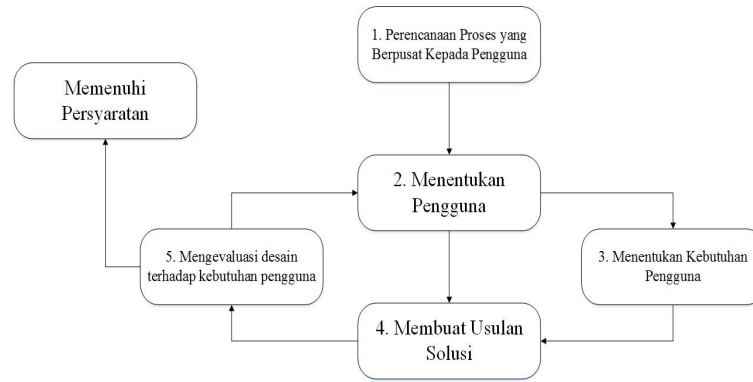 1. Perencanaan Proses yang
Berpusat Kepada Pengguna
Memenuhi
Persyaratan
2. Menentukan
Pengguna
5. Mengevaluasi desain
terhadap kebutuhan pengguna
3. Menentukan Kebutuhan
Pengguna
4. Membuat Usulan
Solusi